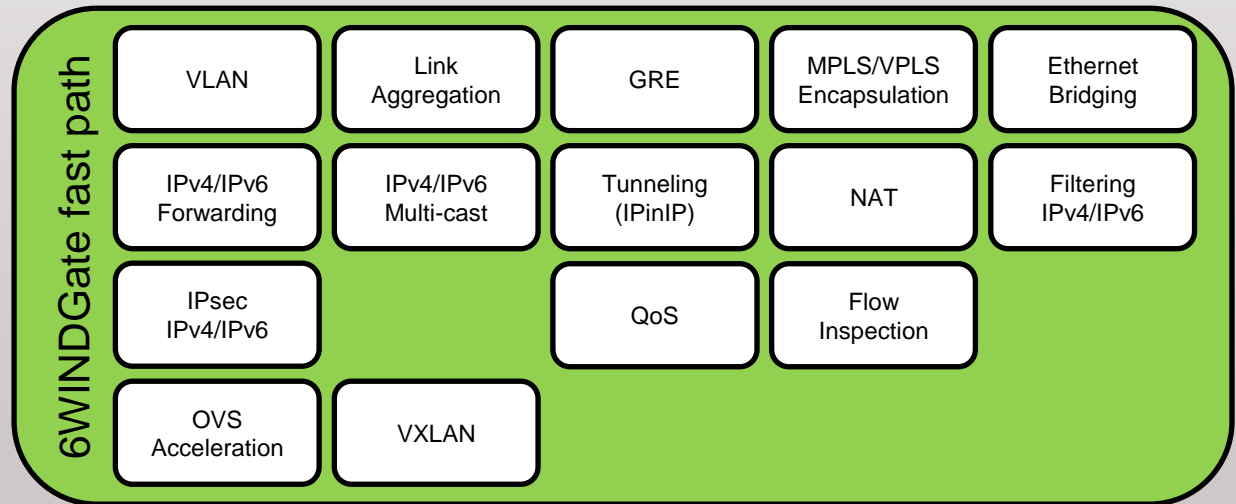 6WINDGate fast path
VLAN
Link
Aggregation
GRE
MPLS/VPLS
Encapsulation
Ethernet
Bridging
IPv4/IPv6
Forwarding
IPv4/IPv6
Multi-cast
Tunneling
(IPinIP)
NAT
Filtering
IPv4/IPv6
IPsec
IPv4/IPv6
QoS
Flow
Inspection
OVS
Acceleration
VXLAN